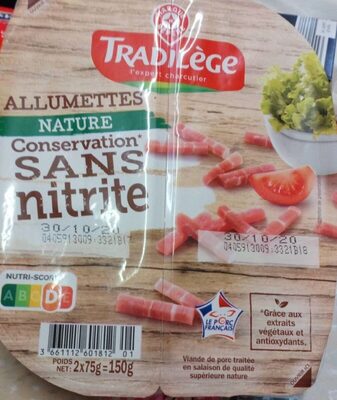 MARQUE
TRADILÈGE
l'expert charcutier
ALLUMETTES
NATURE
Conservation*
SANS
nitrite
30/10/20
30/10/20
NUTRI-SCORE
A B C D E
LE PORC
FRANÇAIS
*Grâce aux
extraits
végétaux et
antioxydants.
3 661112 601812 01
POIDS
NET: 2x75g=150g
Viande de porc traitée
en salaison de qualité
supérieure nature